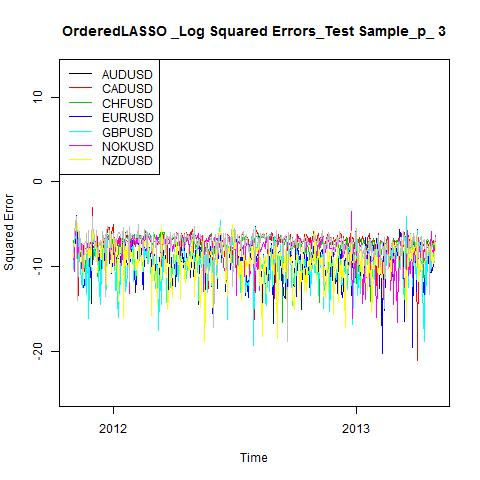 OrderedLASSO _Log Squared Errors_Test Sample_p_ 3
AUDUSD
CADUSD
CHFUSD
EURUSD
GBPUSD
NOKUSD
NZDUSD
10
0
-10
-20
Squared Error
2012
2013
Time